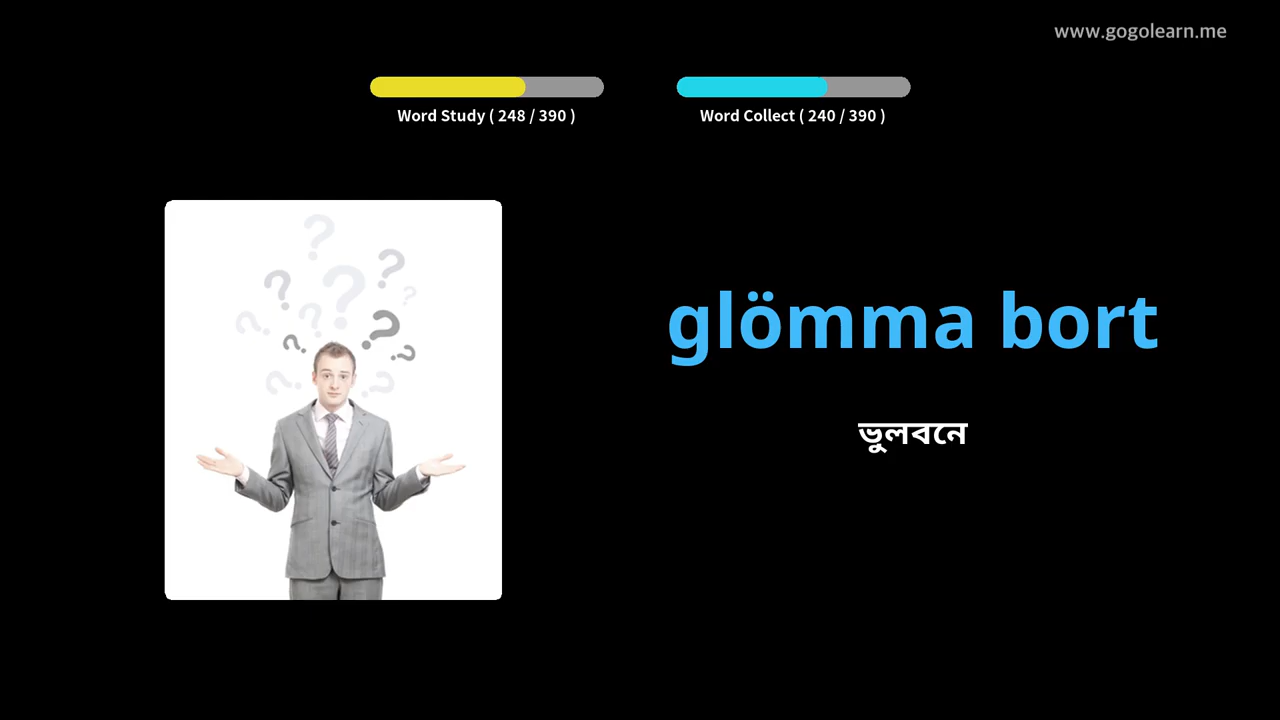 www.gogolearn.me
Word Study ( 248 / 390 )
Word Collect ( 240 / 390 )
glömma bort
ভুলবনে